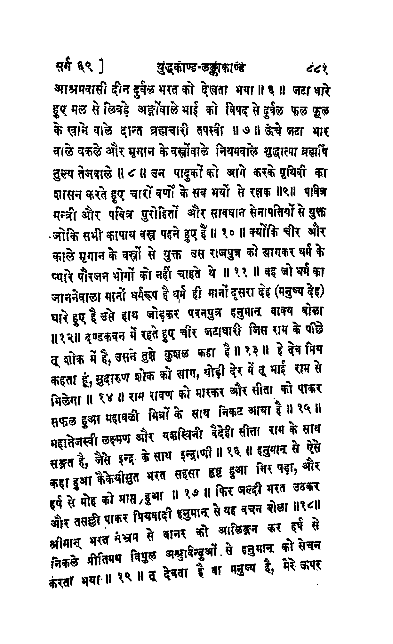 सर्ग ६९ ] युद्धकाण्ड-लङ्काकाण्ड ८८१
आश्रमवासी दीन दुर्बल भरत को देखता भया ॥ ६ ॥ जटा धारे
हुए मल से लिबड़े अङ्गोंवाले भाई को विपद से दुर्बल फल फूल
के खाने वाले दान्त ब्रह्मचारी तपस्वी ॥ ७ ॥ ऊंचे जटा भार
वाले वकले और मृगान के वस्त्रोंवाले नियमवाले शुद्धात्मा ब्रह्मर्षि
तुल्य तेजवाले ॥ ८ ॥ उन पादुकों को आगे करके पृथिवी का
शासन करते हुए चारों वर्णों के सब भयों से रक्षक ॥९॥ पवित्र
मन्त्री और पवित्र पुरोहितों और सावधान सेनापतियों से युक्त
जोकि सभी काषाय वस्त्र पहने हुए हैं ॥ १० ॥ क्योंकि चीर और
काले मृगान के वस्त्रों से युक्त उस राजपुत्र को त्यागकर धर्म के
प्यारे पौरजन भोगों को नहीं चाहते थे ॥ ११ ॥ वह जो धर्म का
जाननेवाला मानों धर्मरूप है धर्म ही मानों दूसरा देह (मनुष्य देह)
धारे हुए है उसे हाथ जोड़कर पवनपुत्र हनुमान् वाक्य बोला
॥१२॥ दण्डकवन में रहते हुए चीर जटाधारी जिस राम के पीछे
तू शोक में है, उसने तुझे कुशल कहा है ॥ १३ ॥ हे देव प्रिय
कहता हूं, सुदारुण शोक को त्याग, थोड़ी देर में तू भाई राम से
मिलेगा ॥ १४ ॥ राम रावण को मारकर और सीता को पाकर
सफल हुआ महाबली मित्रों के साथ निकट आया है ॥ १५ ॥
महातेजस्वी लक्ष्मण और यशस्विनी वैदेही सीता राम के साथ
सङ्गत है, जैसे इन्द्र के साथ इन्द्राणी ॥ १६ ॥ हनुमान् से ऐसे
कहा हुआ कैकेयीसुत भरत सहसा हृष्ट हुआ गिर पड़ा, और
हर्ष से मोह को प्राप्त हुआ ॥ १७ ॥ फिर जल्दी भरत उठकर
और तसल्ली पाकर प्रियवादी हनुमान् से यह वचन बोला ॥१८॥
श्रीमान् भरत संभ्रम से वानर को आलिङ्गन कर हर्ष से
निकले प्रीतिमय विपुल अश्रुबिन्दुओं से हनुमान् को सेचन
करता भया ॥ १९ ॥ तू देवता है वा मनुष्य है, मेरे ऊपर